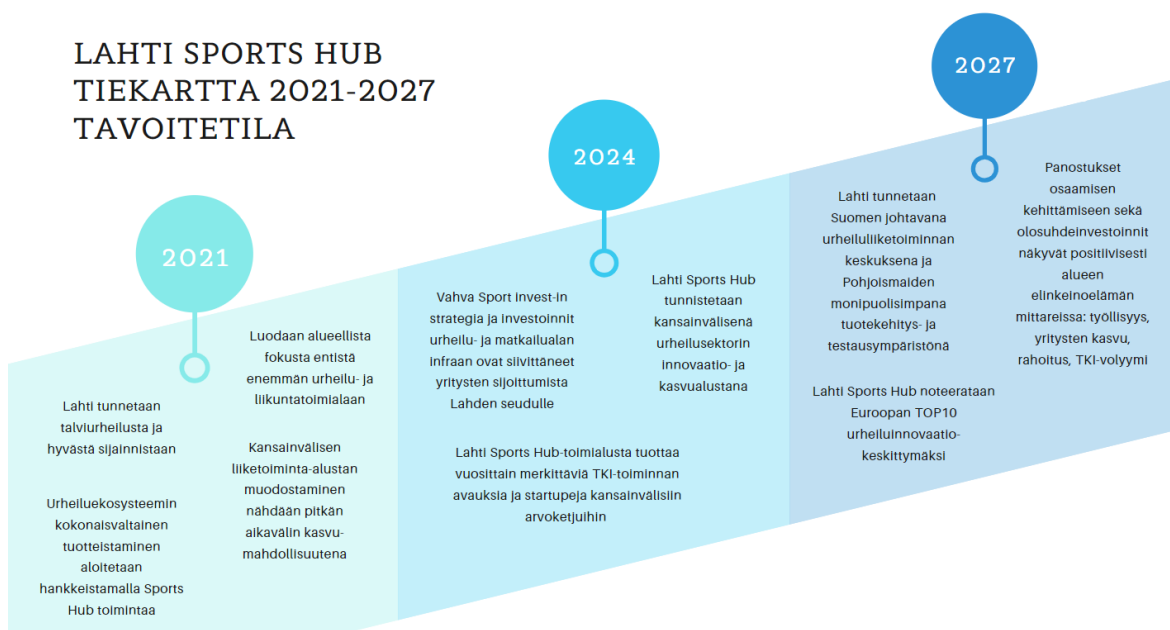 LAHTI SPORTS HUB
TIEKARTTA 2021-2027
TAVOITETILA
2021
Lahti tunnetaan
talviurheilusta ja
hyvästä sijainnistaan
Urheiluekosysteemin
kokonaisvaltainen
tuotteistaminen
aloitetaan
hankkeistamalla Sports
Hub toimintaa
Luodaan alueellista
fokusta entistä
enemmän urheilu- ja
liikuntatoimialaan
Kansainvälisen
liiketoiminta-alustan
muodostaminen
nähdään pitkän
aikavälin kasvu-
mahdollisuutena
2024
Vahva Sport invest-in
strategia ja investoinnit
urheilu- ja matkailualan
infraan ovat siivittäneet
yritysten sijoittumista
Lahden seudulle
Lahti Sports Hub
tunnistetaan
kansainvälisenä
urheilusektorin
innovaatio- ja
kasvualustana
Lahti Sports Hub-toimialusta tuottaa
vuosittain merkittäviä TKI-toiminnan
avauksia ja startupeja kansainvälisiin
arvoketjuihin
2027
Lahti tunnetaan
Suomen johtavana
urheiluliiketoiminnan
keskuksena ja
Pohjoismaiden
monipuolisimpana
tuotekehitys- ja
testausympäristönä
Lahti Sports Hub noteerataan
Euroopan TOP10
urheiluinnovaatio-
keskittymäksi
Panostukset
osaamisen
kehittämiseen sekä
olosuhdeinvestoinnit
näkyvät positiivisesti
alueen
elinkeinoelämän
mittareissa: työllisyys,
yritysten kasvu,
rahoitus, TKI-volyymi